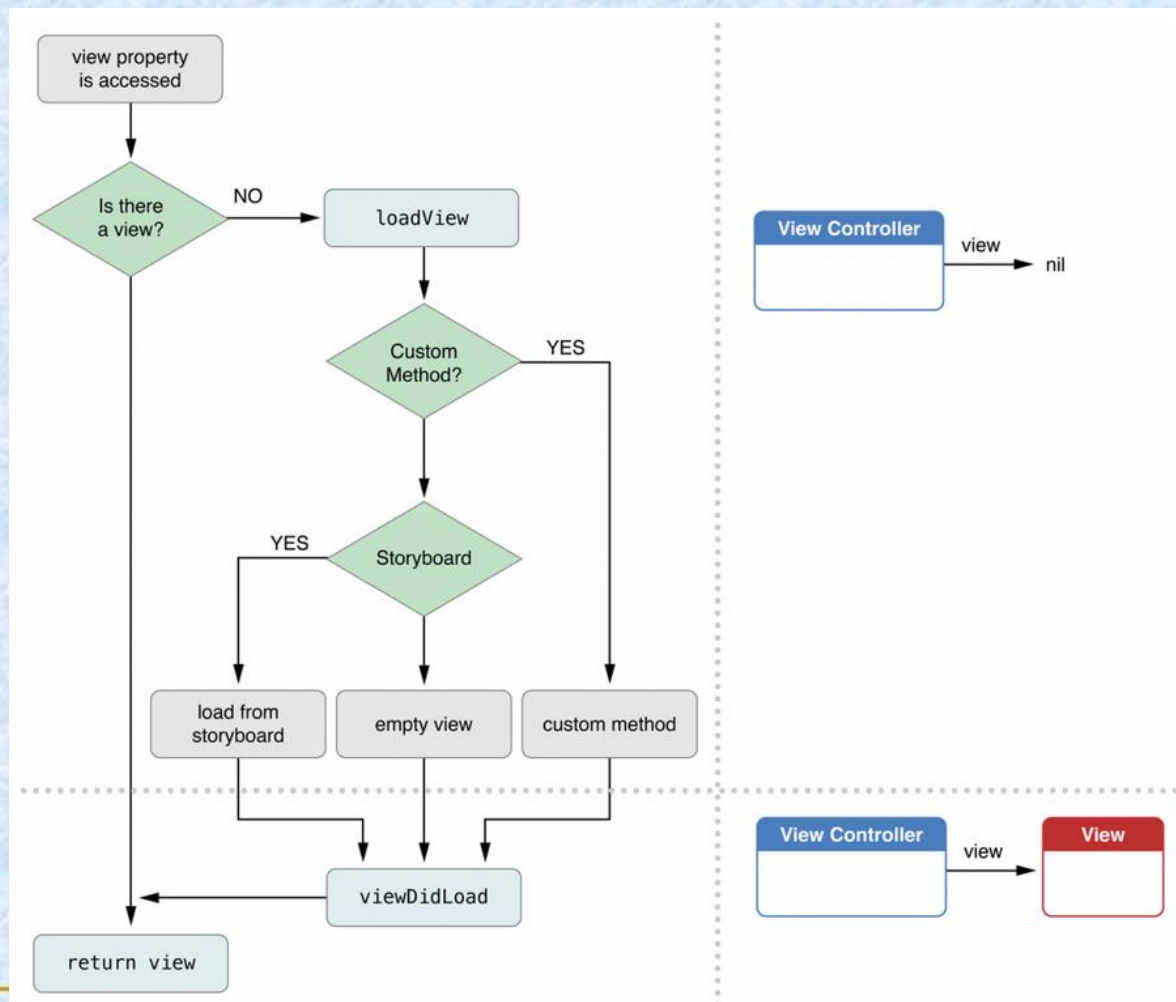 view property
is accessed
Is there
a view?
NO
loadView
Custom
Method?
YES
Storyboard
YES
load from
storyboard
empty view
custom method
viewDidLoad
return view
View Controller
view
nil
View Controller
view
View